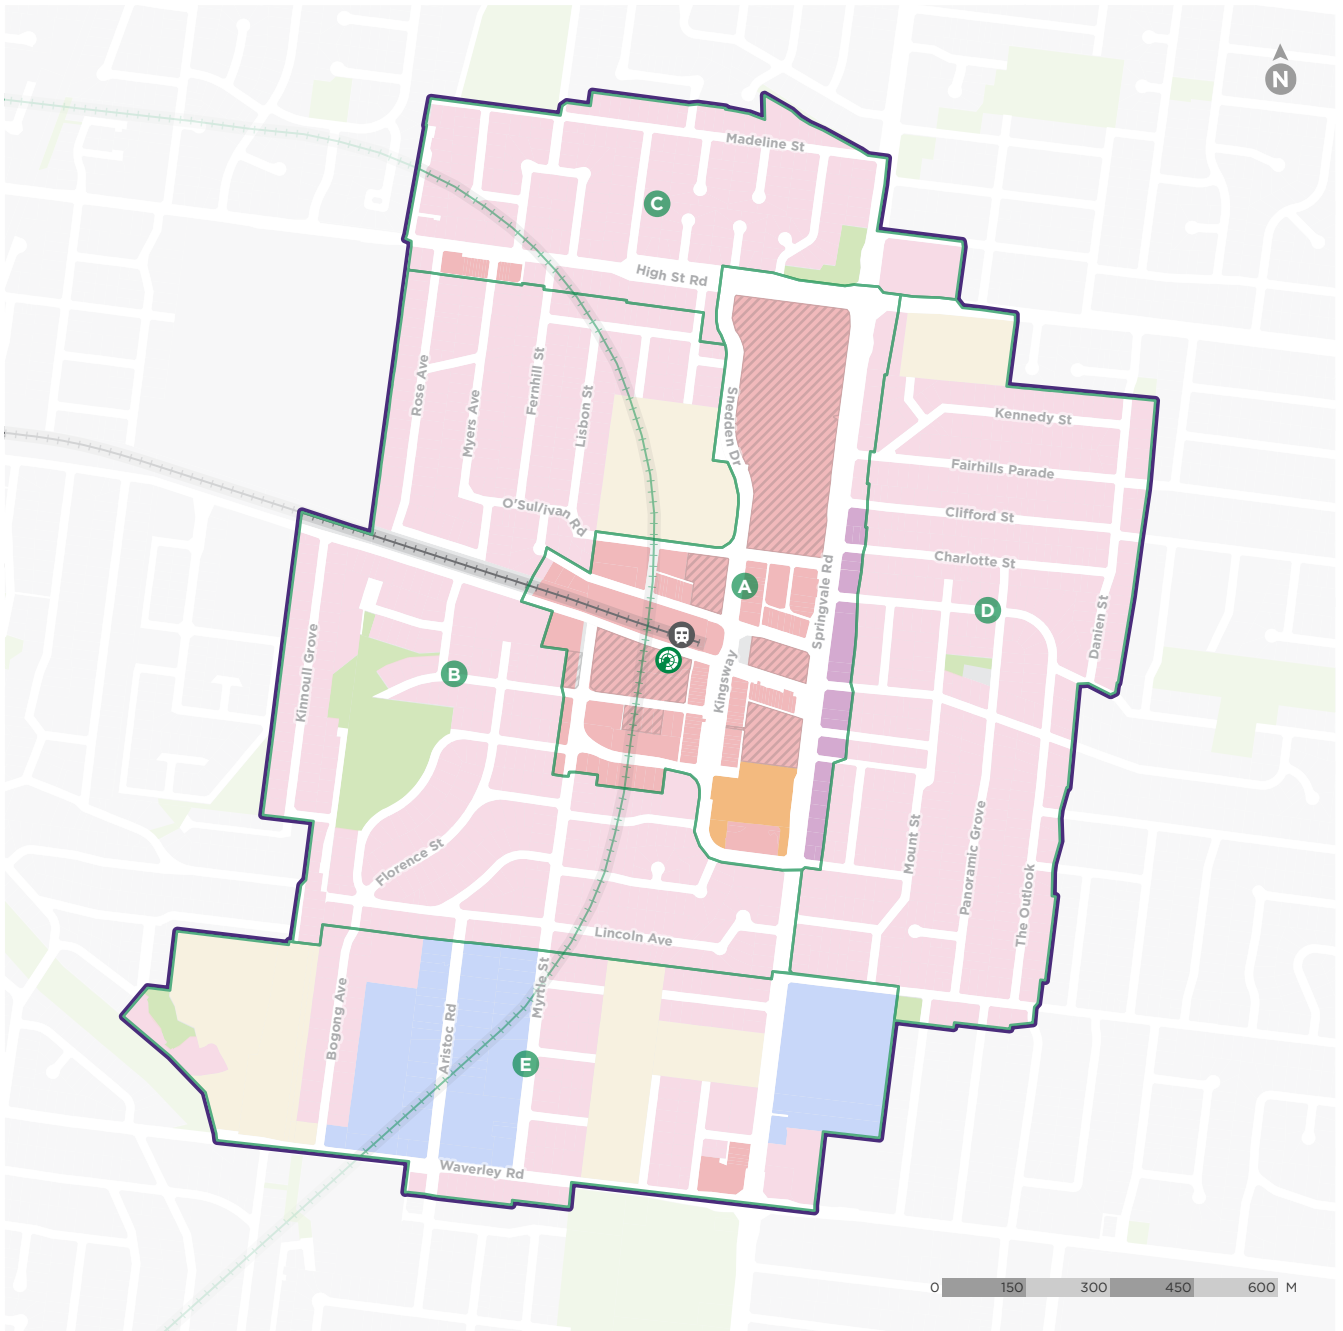 N
Madeline St
C
High St Rd
Rose Ave
Myers Ave
Fernhill St
Lisbon St
Snedden Dr
Kennedy St
Fairhills Parade
O'Sul/ivan Rd
Clifford St
Charlotte St
A
Springvale Rd
D
Danien St
Kinnoull Grove
B
Kingsway
Florence St
Mount St
Panoramic Grove
The Outlook
Lincoln Ave
Bogong Ave
Aristoc Rd
Myrtle St
E
Waverley Rd
0 150 300 450 600 M